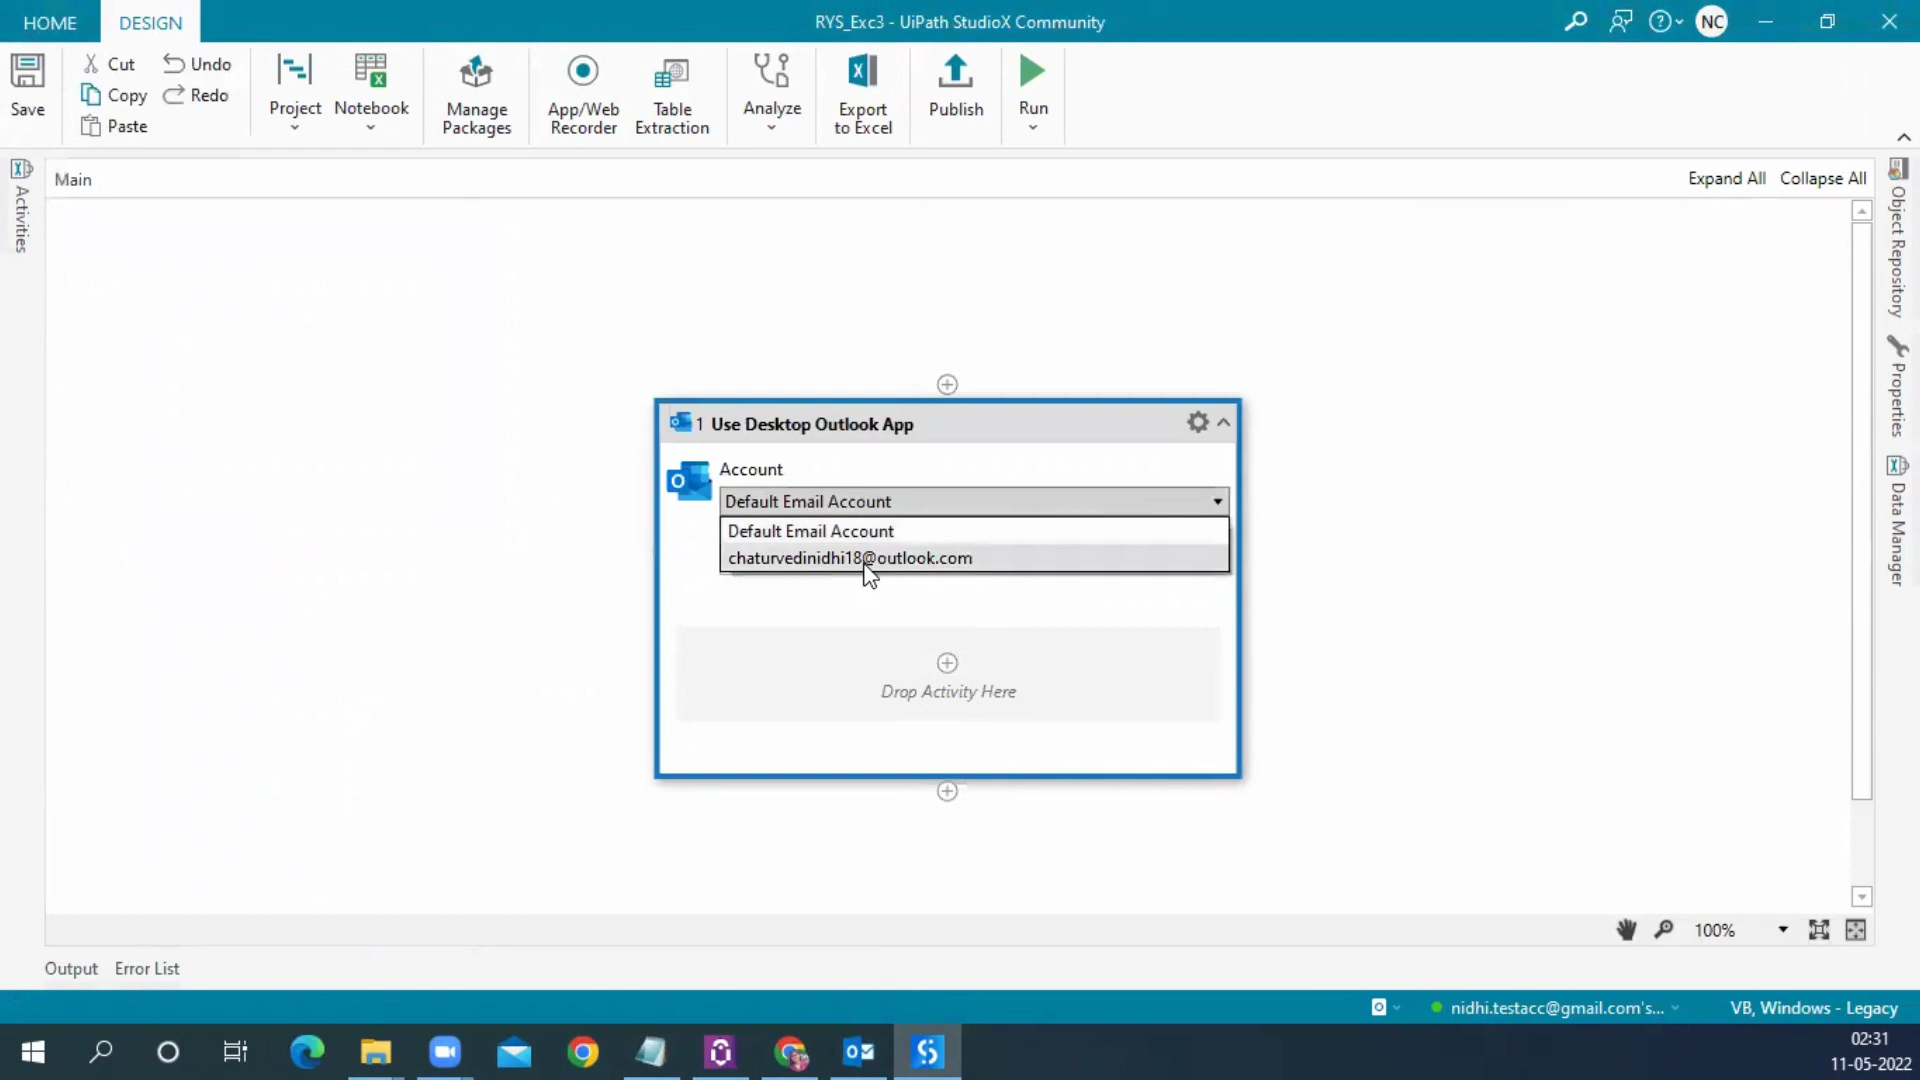 HOME
DESIGN
RYS_Exc3 - UiPath StudioX Community
NC
Save
Cut
Copy
Paste
Undo
Redo
Project
Notebook
Manage
Packages
App/Web
Recorder
Table
Extraction
Analyze
Export
to Excel
Publish
Run
Activities
Main
Expand All
Collapse All
Object Repository
Properties
Data Manager
1 Use Desktop Outlook App
Account
Default Email Account
Default Email Account
chaturvedinidhi18@outlook.com
Drop Activity Here
100%
Output
Error List
nidhi.testacc@gmail.com's...
VB, Windows - Legacy
02:31
11-05-2022